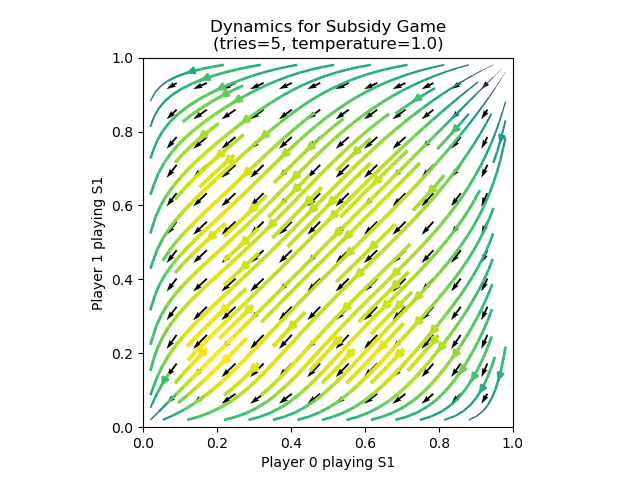 Dynamics for Subsidy Game
(tries=5, temperature=1.0)
1.0
0.8
0.6
0.4
0.2
0.0
Player 1 playing S1
0.0 0.2 0.4 0.6 0.8 1.0
Player 0 playing S1